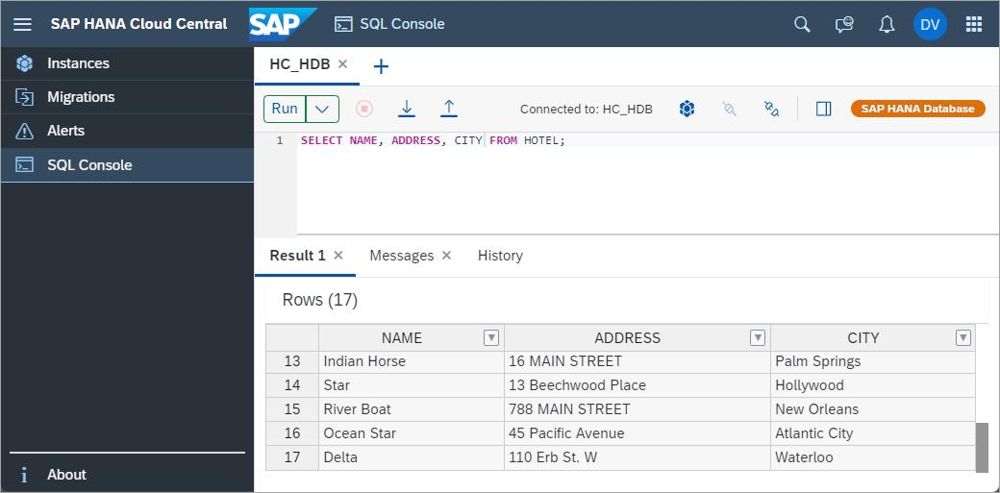 SAP HANA Cloud Central SAP SQL Console DV
Instances
Migrations
Alerts
SQL Console
About
HC_HDB
Run Connected to: HC_HDB SAP HANA Database
1 SELECT NAME, ADDRESS, CITY FROM HOTEL;
Result 1 Messages History
Rows (17)
NAME ADDRESS CITY
13 Indian Horse 16 MAIN STREET Palm Springs
14 Star 13 Beechwood Place Hollywood
15 River Boat 788 MAIN STREET New Orleans
16 Ocean Star 45 Pacific Avenue Atlantic City
17 Delta 110 Erb St. W Waterloo